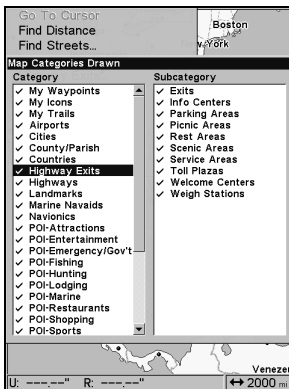 Go To Cursor
Find Distance
Find Streets...
Boston
York
Map Categories Drawn
Category
✓ My Waypoints
✓ My Icons
✓ My Trails
✓ Airports
✓ Cities
✓ County/Parish
✓ Countries
✓ Highway Exits
✓ Highways
✓ Landmarks
✓ Marine Navaids
✓ Navionics
✓ POI-Attractions
✓ POI-Entertainment
✓ POI-Emergency/Gov't
✓ POI-Fishing
✓ POI-Hunting
✓ POI-Lodging
✓ POI-Marine
✓ POI-Restaurants
✓ POI-Shopping
✓ POI-Sports
Subcategory
✓ Exits
✓ Info Centers
✓ Parking Areas
✓ Picnic Areas
✓ Rest Areas
✓ Scenic Areas
✓ Service Areas
✓ Toll Plazas
✓ Welcome Centers
✓ Weigh Stations
Venezer
U: ---.--" R: ---.--" ↔ 2000 mi